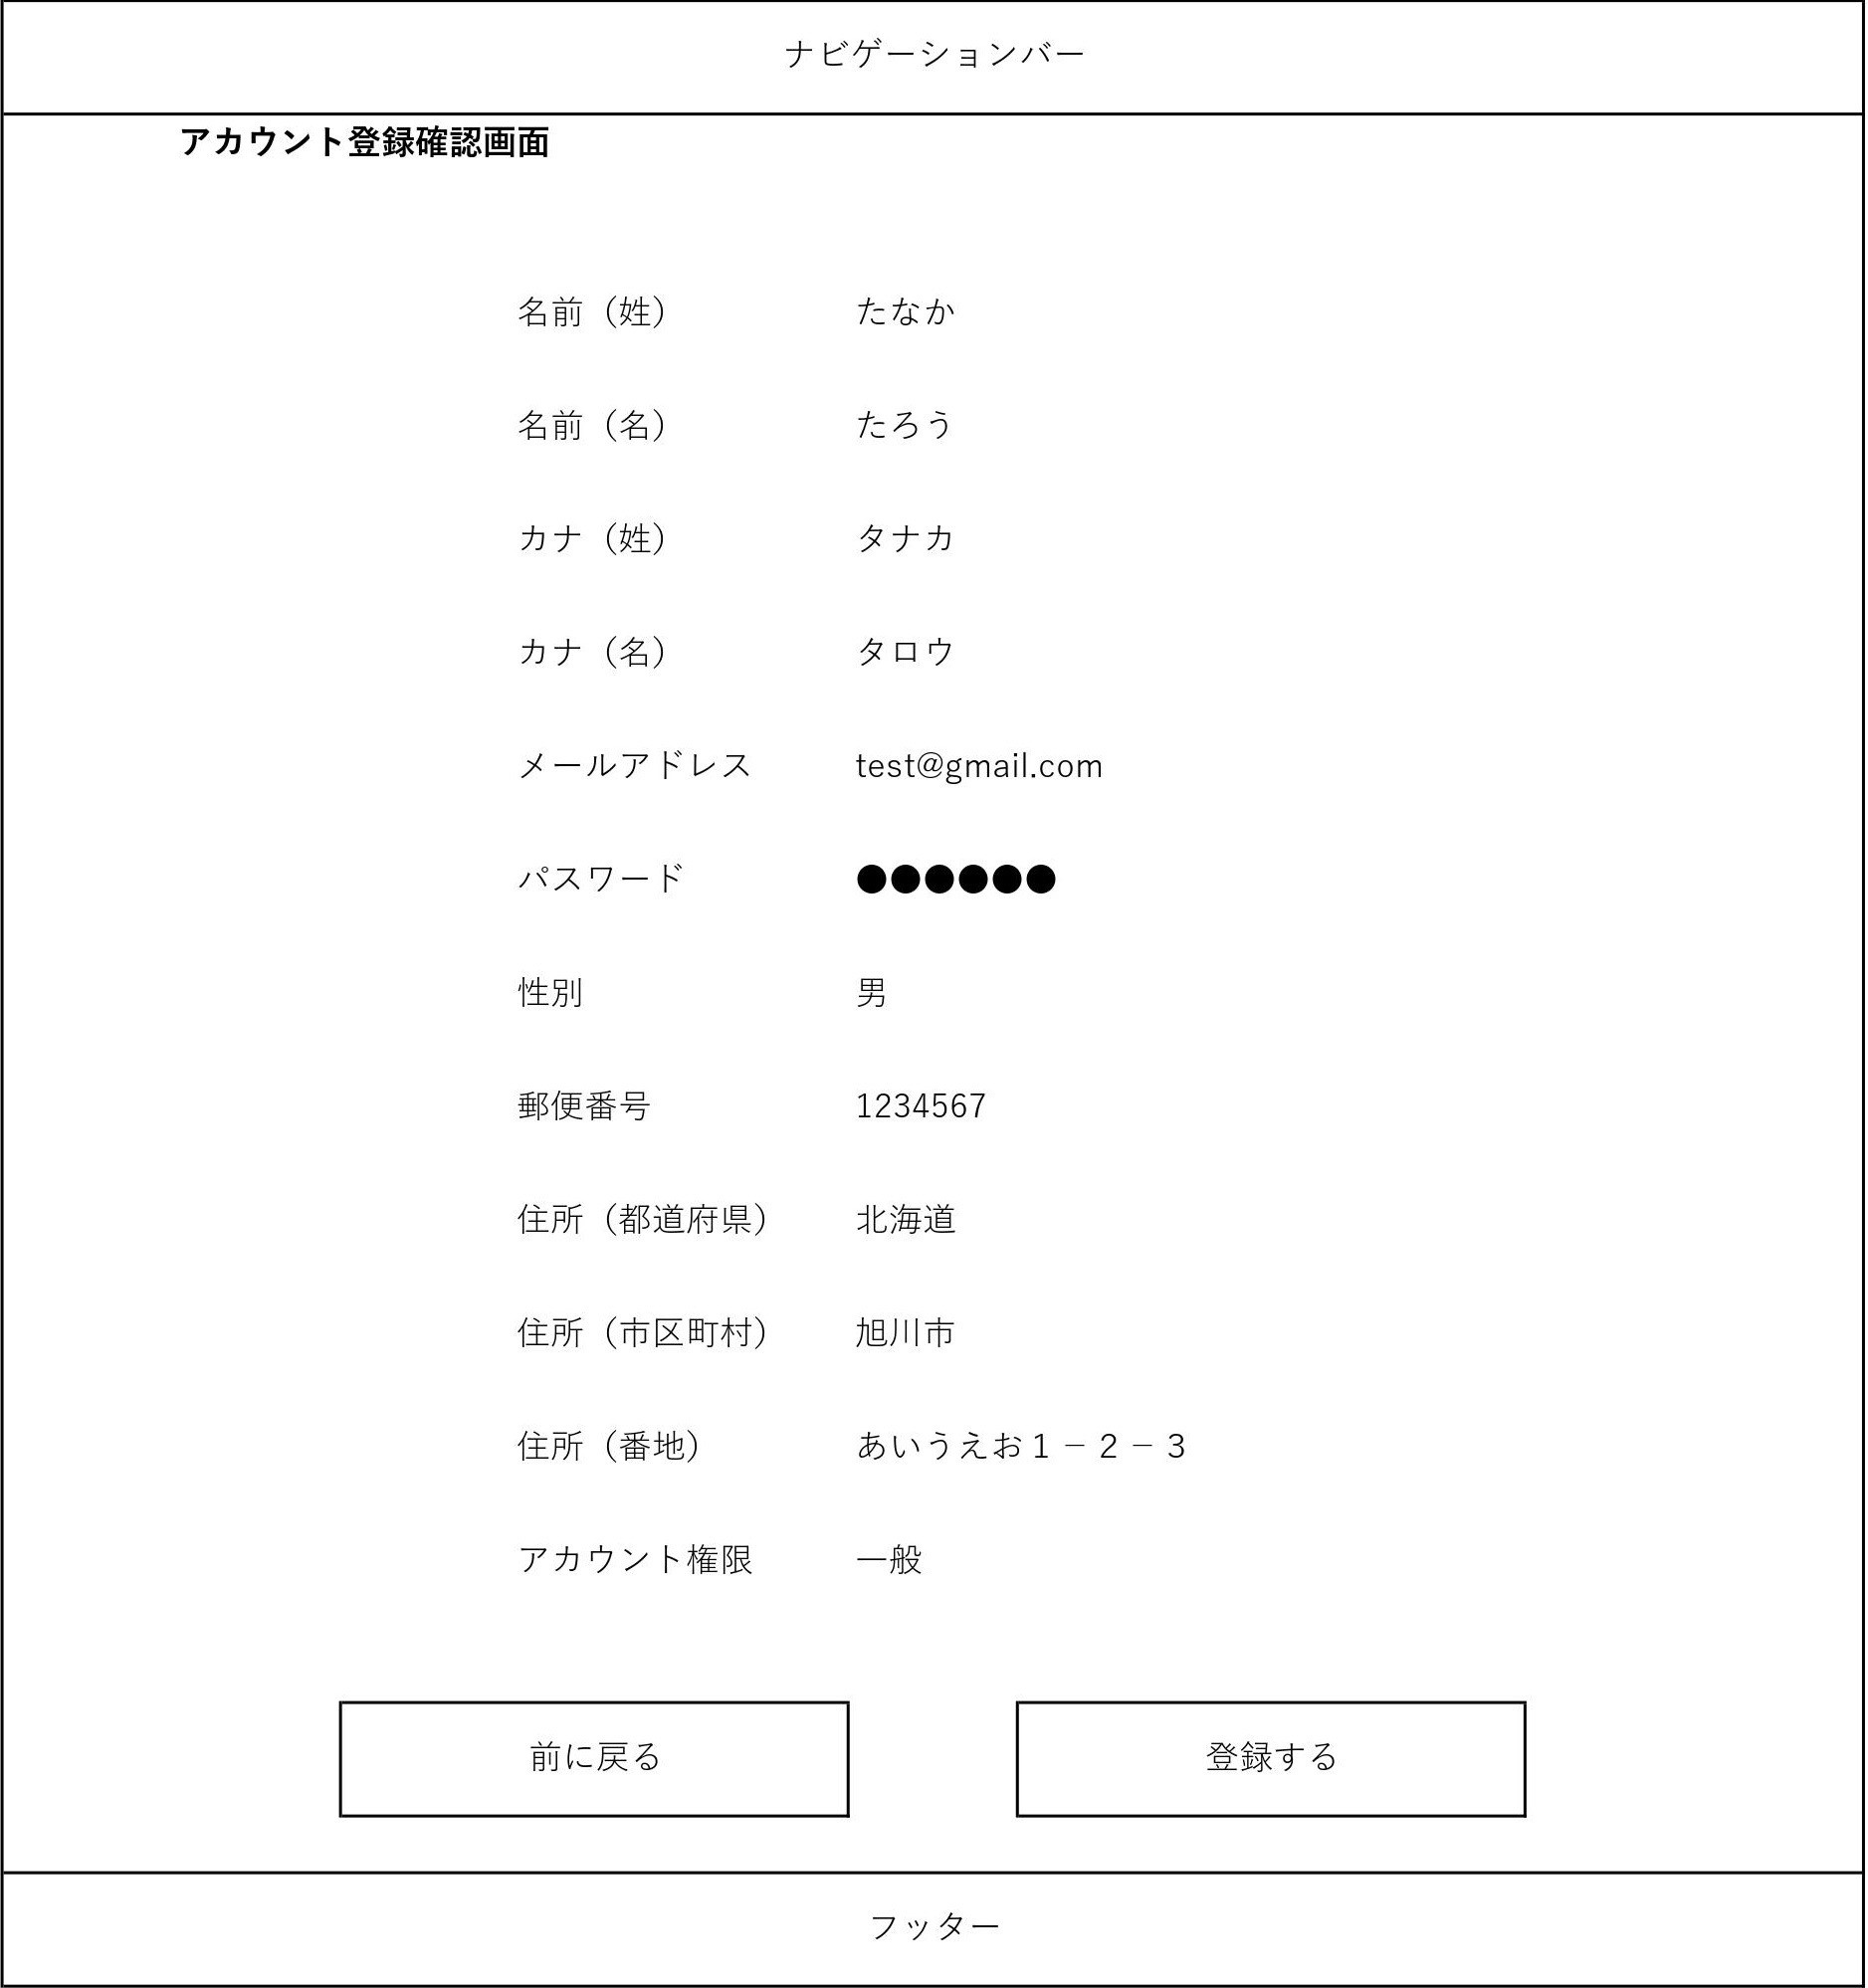 ナビゲーションバー
アカウント登録確認画面
名前（姓） たなか
名前（名） たろう
カナ（姓） タナカ
カナ（名） タロウ
メールアドレス test@gmail.com
パスワード ●●●●●●
性別 男
郵便番号 1234567
住所（都道府県） 北海道
住所（市区町村） 旭川市
住所（番地） あいうえお１－２－３
アカウント権限 一般
前に戻る 登録する
フッター